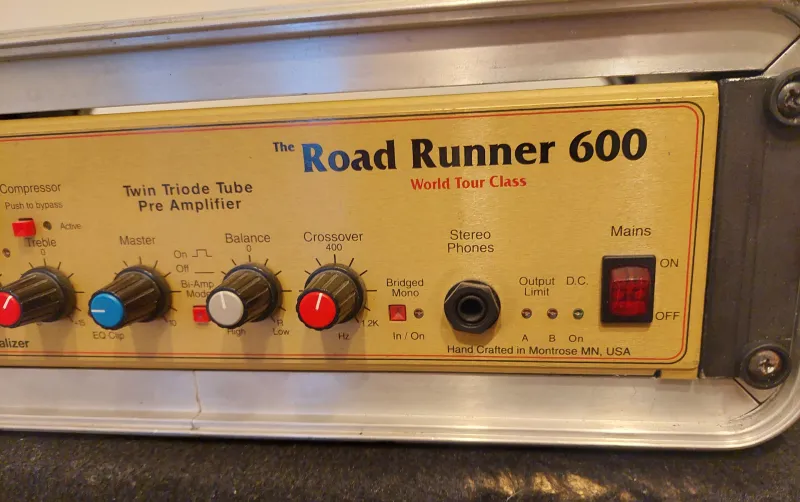 The Road Runner 600
World Tour Class
Compressor
Push to bypass
Active
Twin Triode Tube
Pre Amplifier
Treble
0
+15
Master
EQ Clip
10
On
Off
Bi-Amp
Mode
Balance
0
High
R
Low
Crossover
400
Hz
1.2K
Bridged
Mono
In / On
Stereo
Phones
Output
Limit
D.C.
A B On
Mains
ON
OFF
alizer
Hand Crafted in Montrose MN, USA